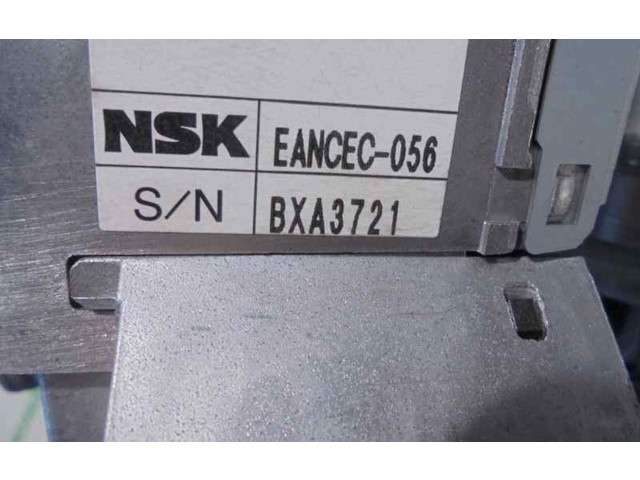 NSK EANCEC-056
S/N BXA3721